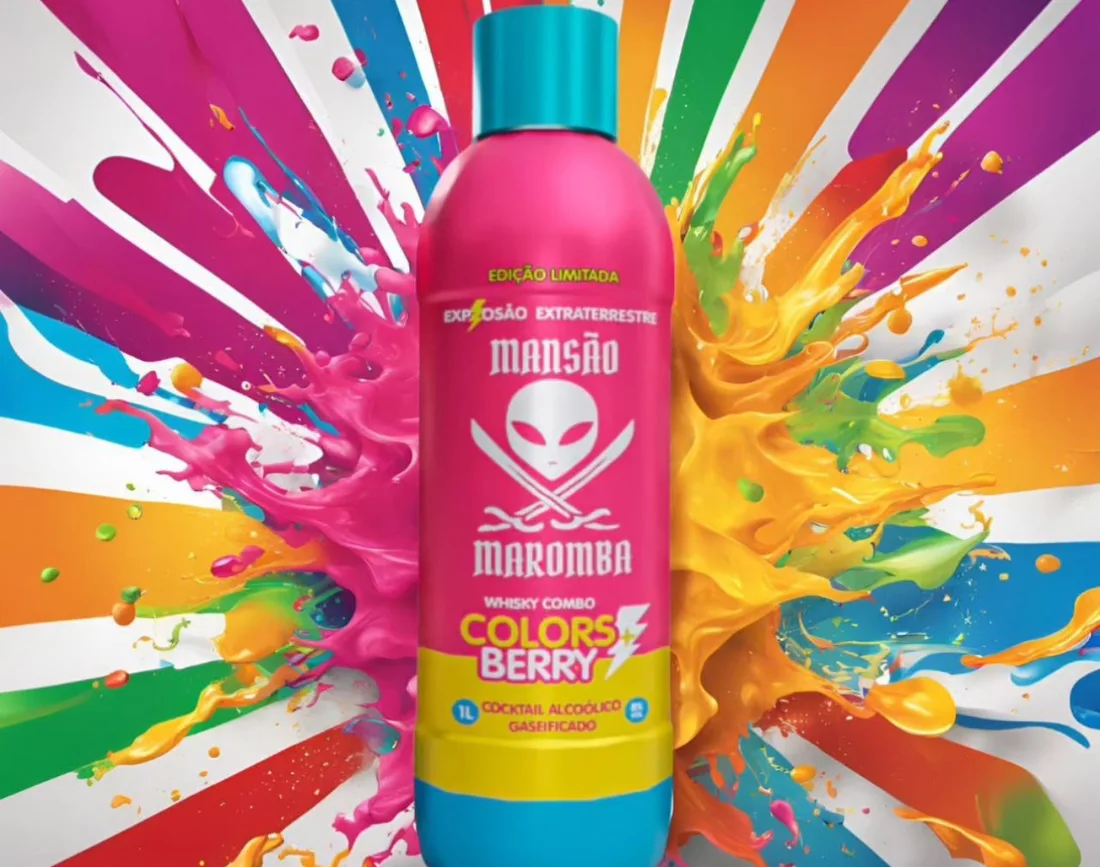 EDIÇÃO LIMITADA
EXPLOSÃO EXTRATERRESTRE
MANSÃO
MAROMBA
WHISKY COMBO
COLORS
BERRY
1L
COCKTAIL ALCOÓLICO
GASEIFICADO